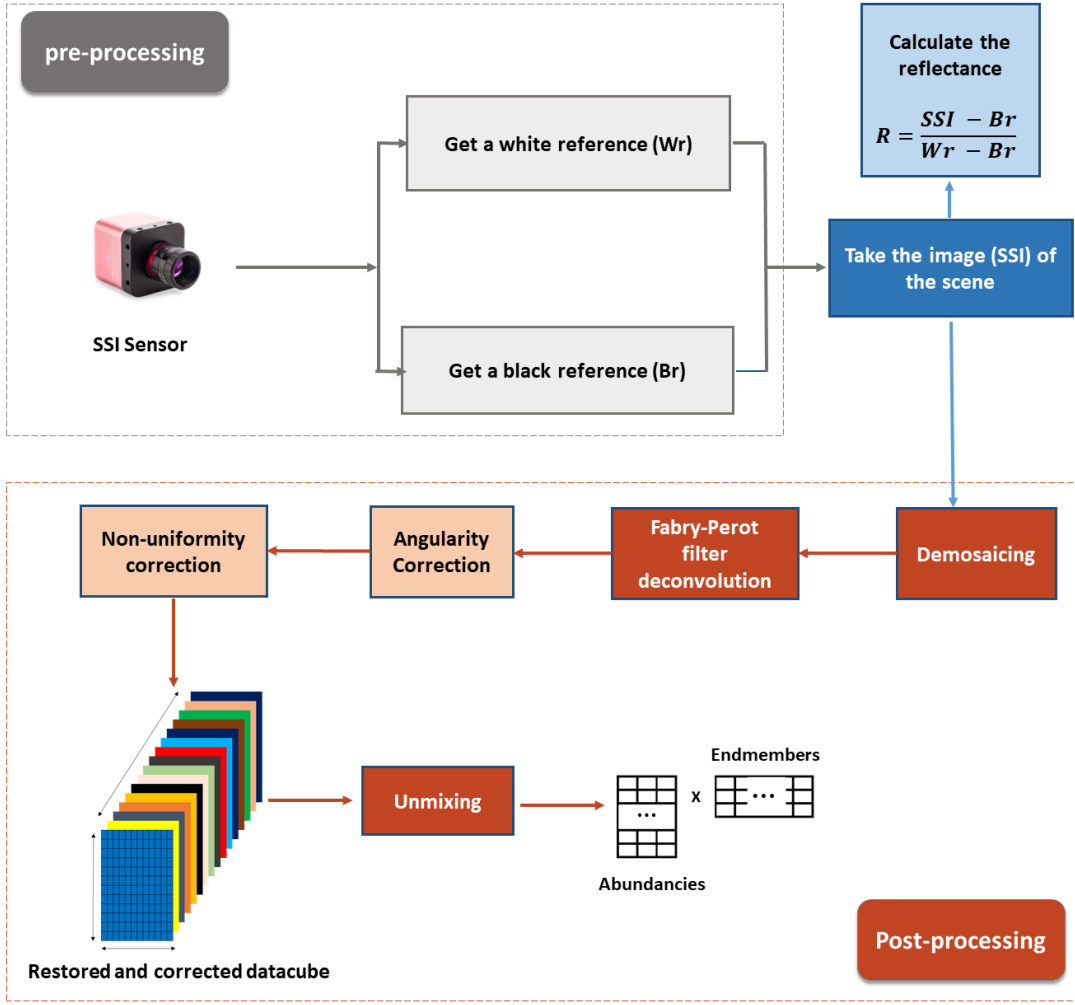 pre-processing
Calculate the
reflectance
R = SSI - Br
Wr - Br
Get a white reference (Wr)
Take the image (SSI) of
the scene
SSI Sensor
Get a black reference (Br)
Non-uniformity
correction
Angularity
Correction
Fabry-Perot
filter
deconvolution
Demosaicing
Unmixing
Endmembers
...
X
...
Abundancies
Restored and corrected datacube
Post-processing